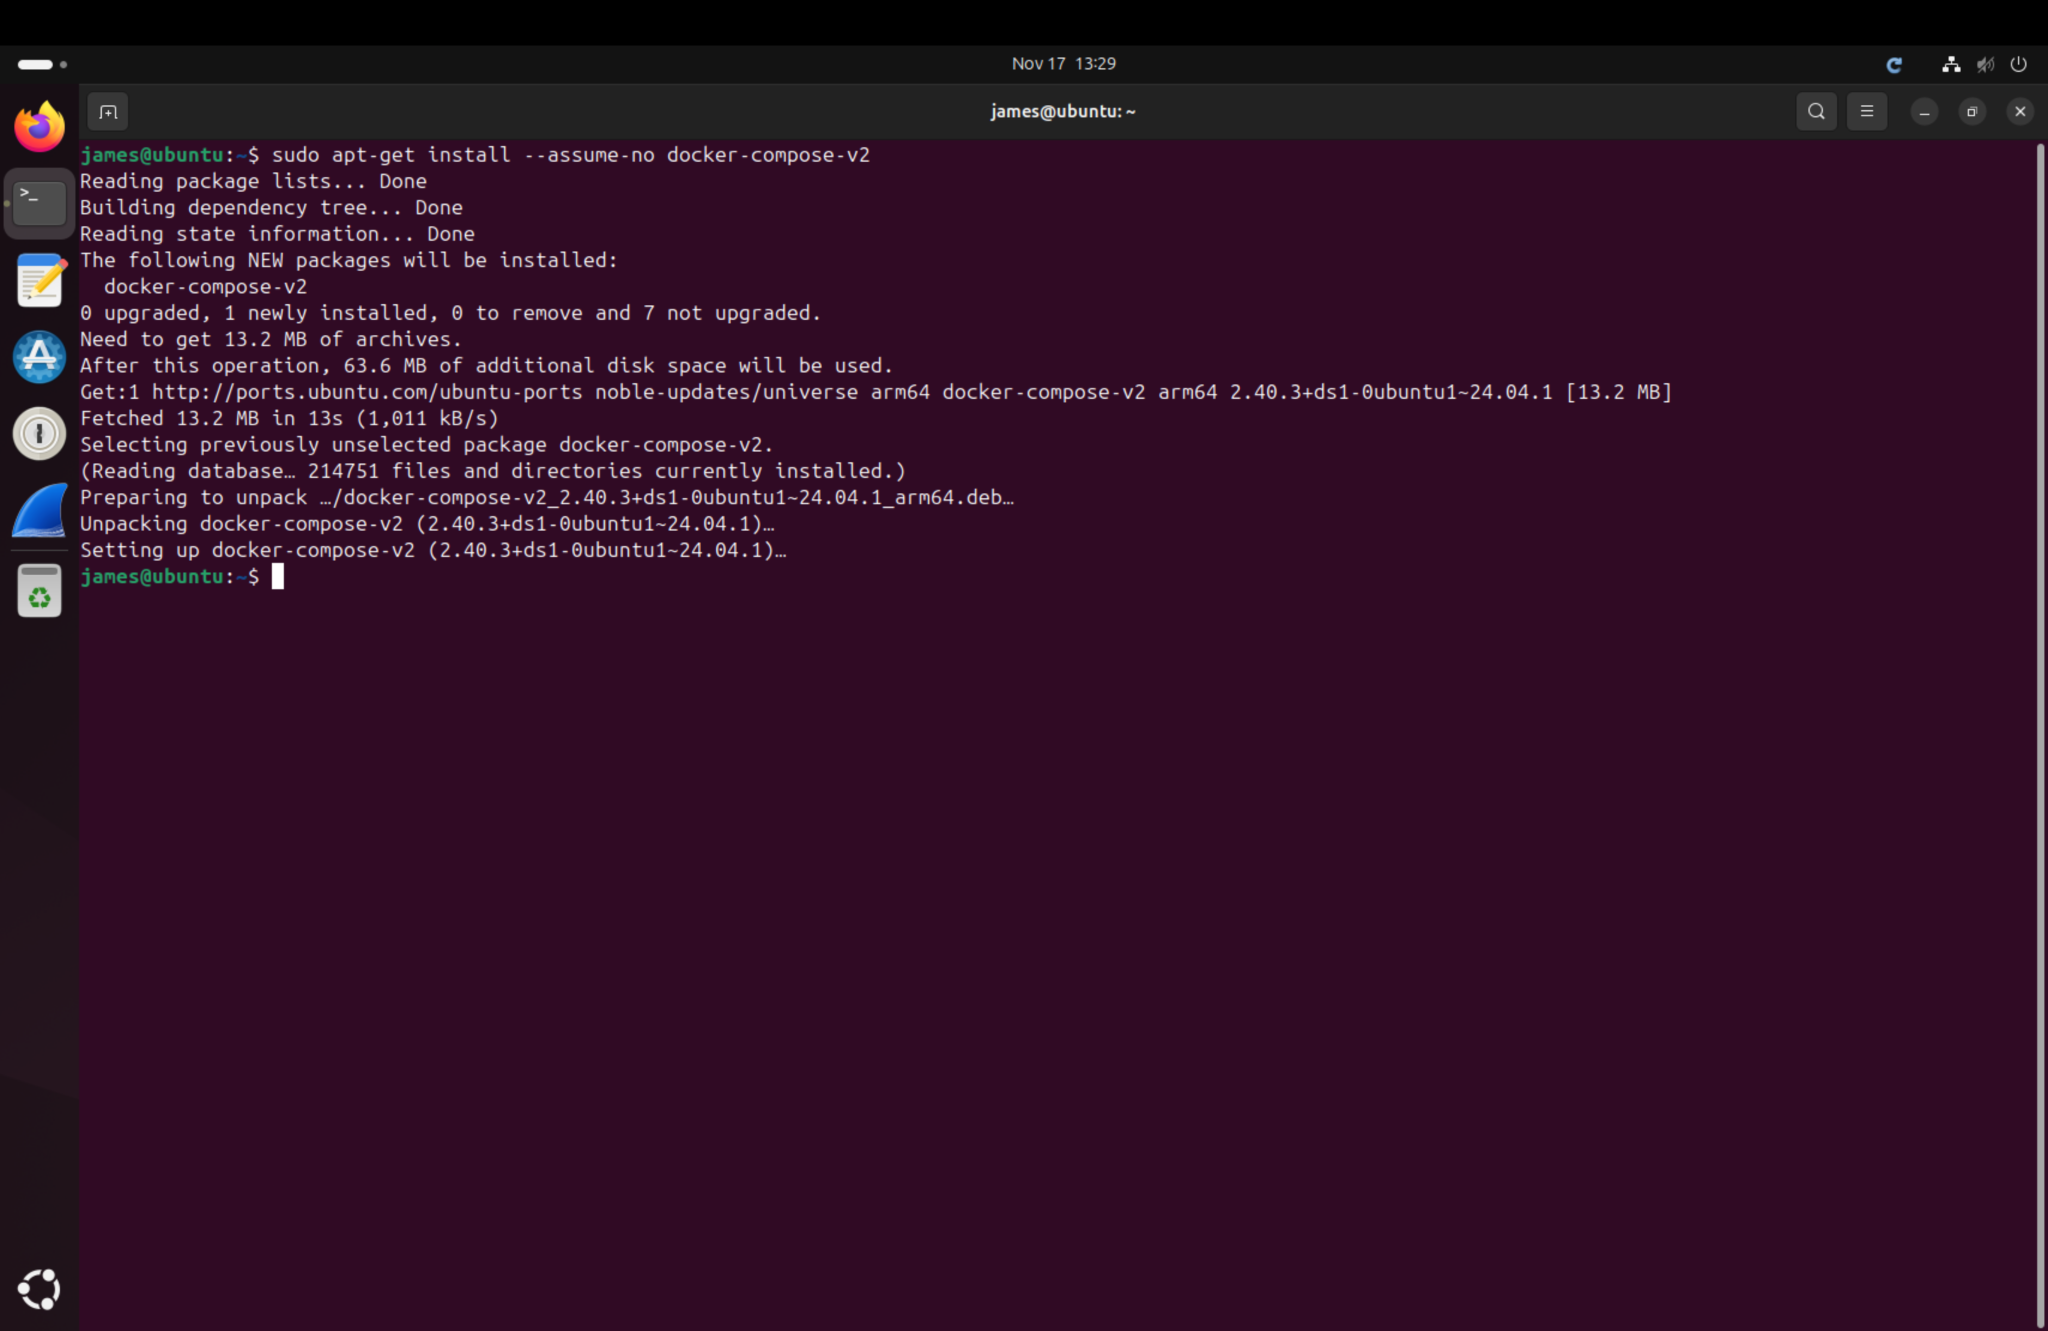 Nov 17 13:29
james@ubuntu: ~
james@ubuntu:~$ sudo apt-get install --assume-no docker-compose-v2
Reading package lists... Done
Building dependency tree... Done
Reading state information... Done
The following NEW packages will be installed:
  docker-compose-v2
0 upgraded, 1 newly installed, 0 to remove and 7 not upgraded.
Need to get 13.2 MB of archives.
After this operation, 63.6 MB of additional disk space will be used.
Get:1 http://ports.ubuntu.com/ubuntu-ports noble-updates/universe arm64 docker-compose-v2 arm64 2.40.3+ds1-0ubuntu1~24.04.1 [13.2 MB]
Fetched 13.2 MB in 13s (1,011 kB/s)
Selecting previously unselected package docker-compose-v2.
(Reading database… 214751 files and directories currently installed.)
Preparing to unpack …/docker-compose-v2_2.40.3+ds1-0ubuntu1~24.04.1_arm64.deb…
Unpacking docker-compose-v2 (2.40.3+ds1-0ubuntu1~24.04.1)…
Setting up docker-compose-v2 (2.40.3+ds1-0ubuntu1~24.04.1)…
james@ubuntu:~$